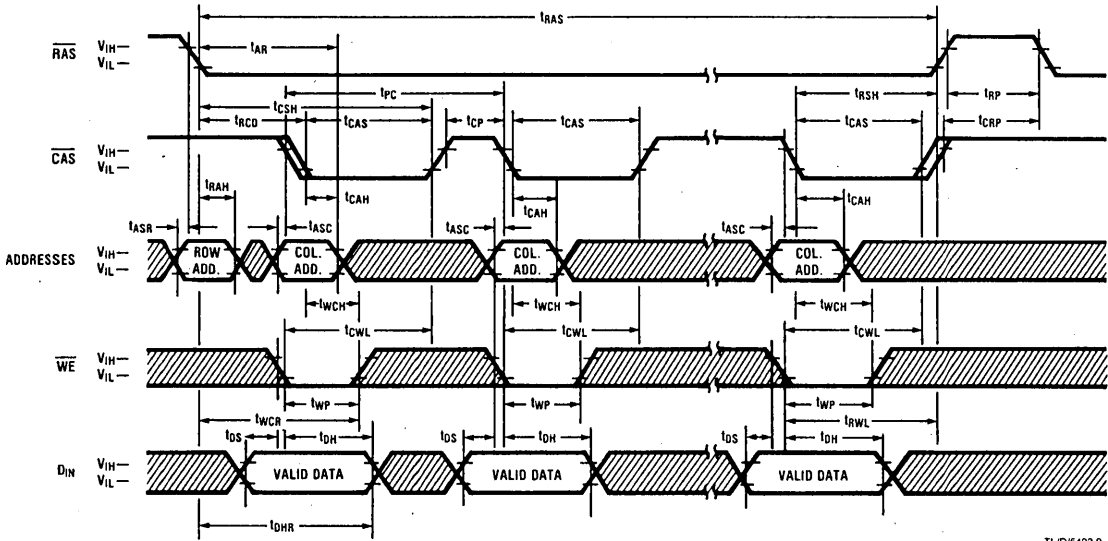 tRAS
RAS VIH
VIL
tAR
tPC
tCSH
tRSH
tRP
tRCD tCAS tCP tCAS tCAS tCRP
CAS VIH
VIL
tRAH tCAH tCAH tCAH
tASR tASC tASC tASC
ADDRESSES VIH
VIL
ROW ADD.
COL. ADD.
COL. ADD.
COL. ADD.
tWCH tWCH tWCH
tCWL tCWL tCWL
WE VIH
VIL
tWP tWP tWP
tWCR tRWL
tDS tDH tDS tDH tDS tDH
DIN VIH
VIL
VALID DATA VALID DATA VALID DATA
tDHR